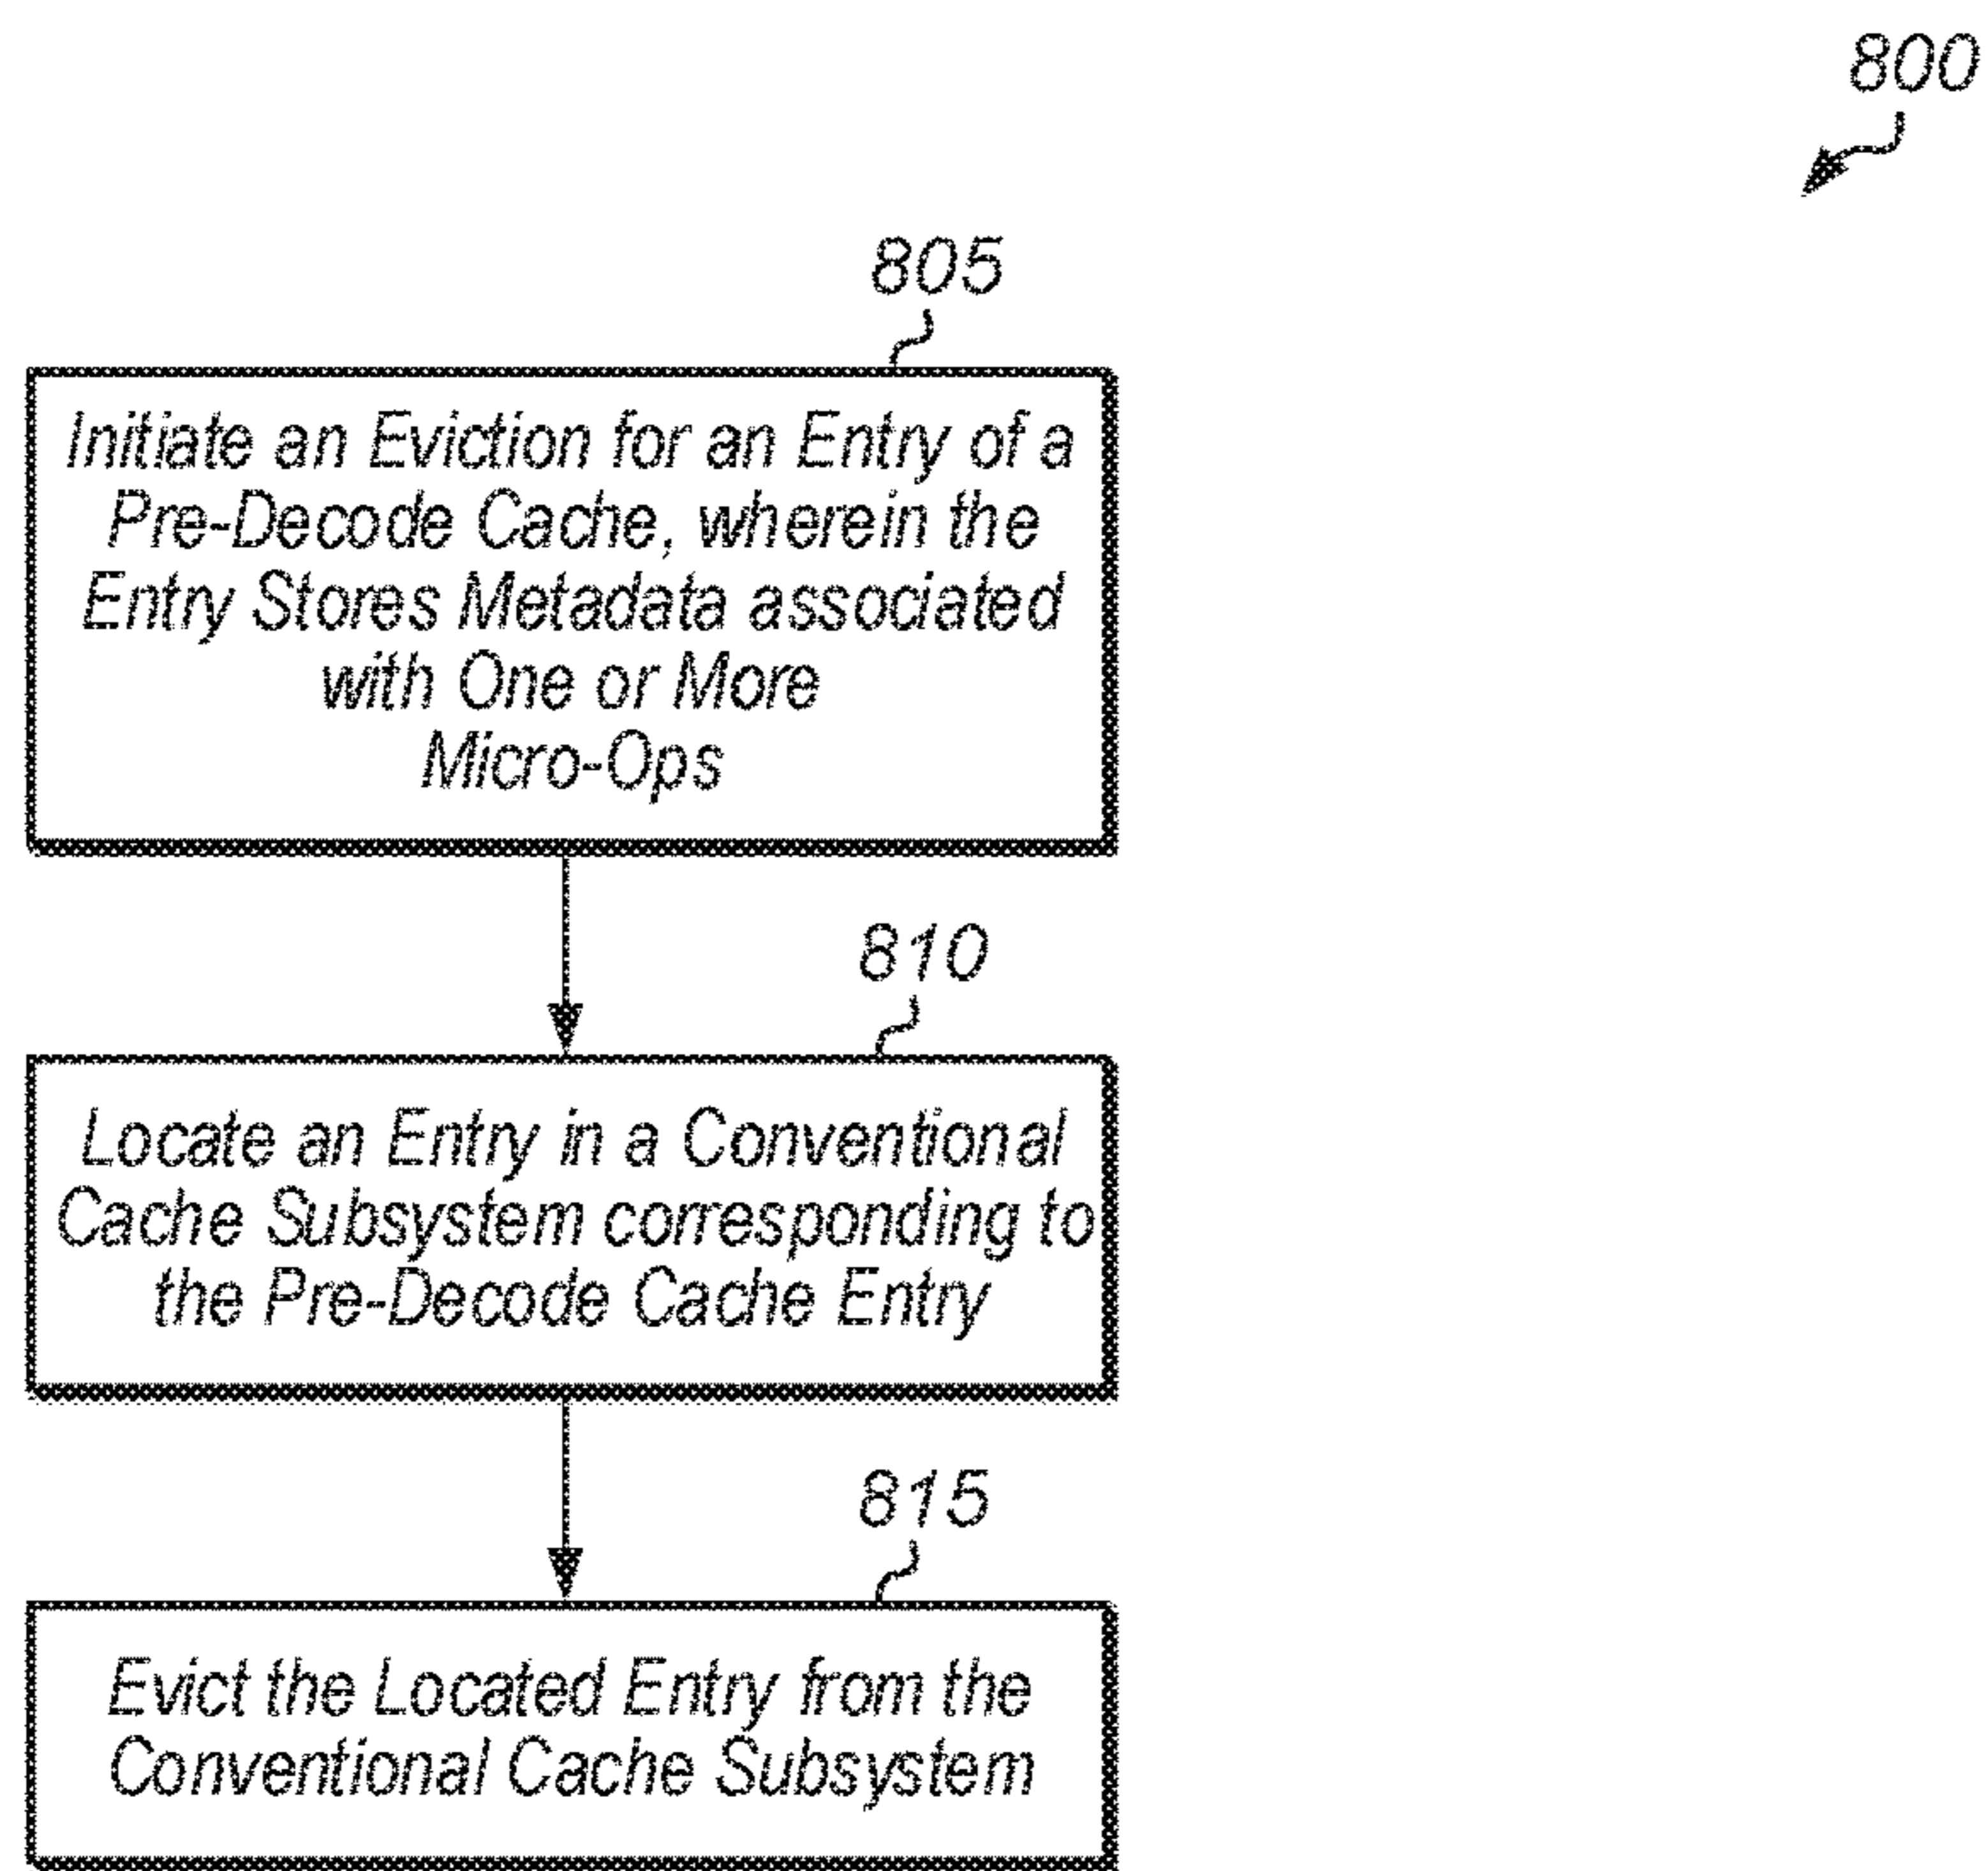 800
805
Initiate an Eviction for an Entry of a
Pre-Decode Cache, wherein the
Entry Stores Metadata associated
with One or More
Micro-Ops
810
Locate an Entry in a Conventional
Cache Subsystem corresponding to
the Pre-Decode Cache Entry
815
Evict the Located Entry from the
Conventional Cache Subsystem